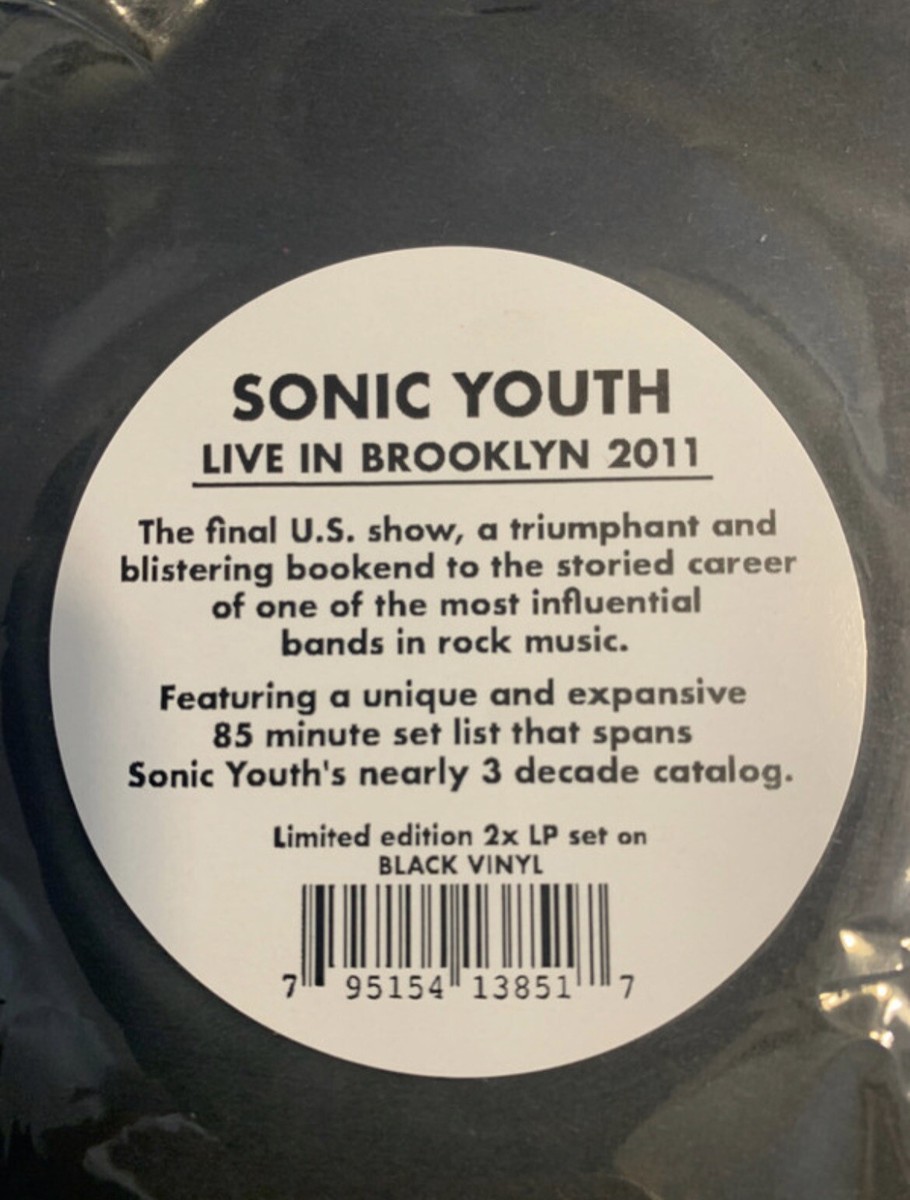 SONIC YOUTH
LIVE IN BROOKLYN 2011
The final U.S. show, a triumphant and
blistering bookend to the storied career
of one of the most influential
bands in rock music.
Featuring a unique and expansive
85 minute set list that spans
Sonic Youth's nearly 3 decade catalog.
Limited edition 2x LP set on
BLACK VINYL
7 95154 13851 7